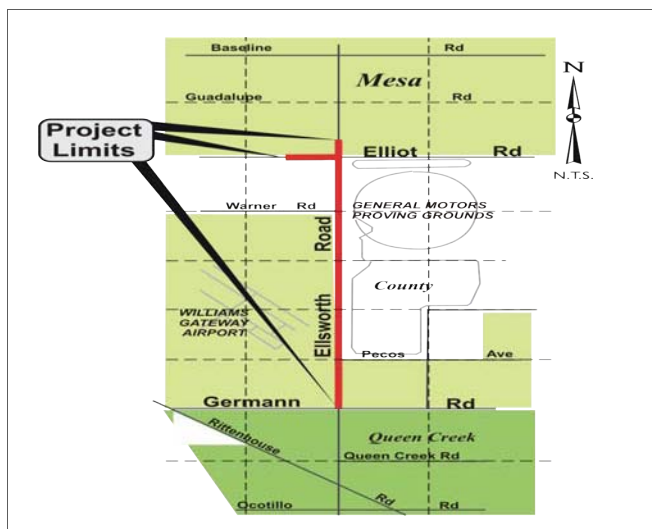 Baseline Rd
Mesa
N
Guadalupe Rd
Project
Limits
Elliot Rd
N.T.S.
Warner Rd
GENERAL MOTORS
PROVING GROUNDS
Ellsworth Road
County
WILLIAMS
GATEWAY
AIRPORT
Pecos Ave
Germann Rd
Rittenhouse Rd
Queen Creek
Queen Creek Rd
Ocotillo Rd